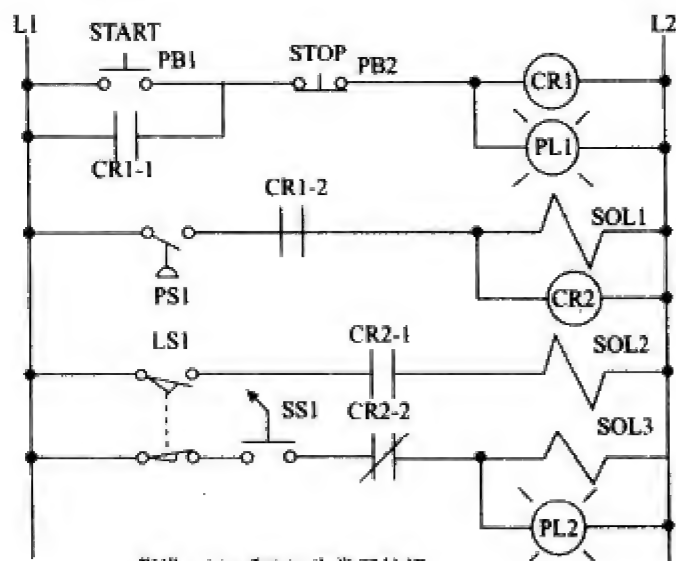 L1 L2
START
PB1
STOP
PB2
CR1
CR1-1
PL1
CR1-2
SOL1
PS1
CR2
LS1
CR2-1
SOL2
SS1
CR2-2
SOL3
PL2